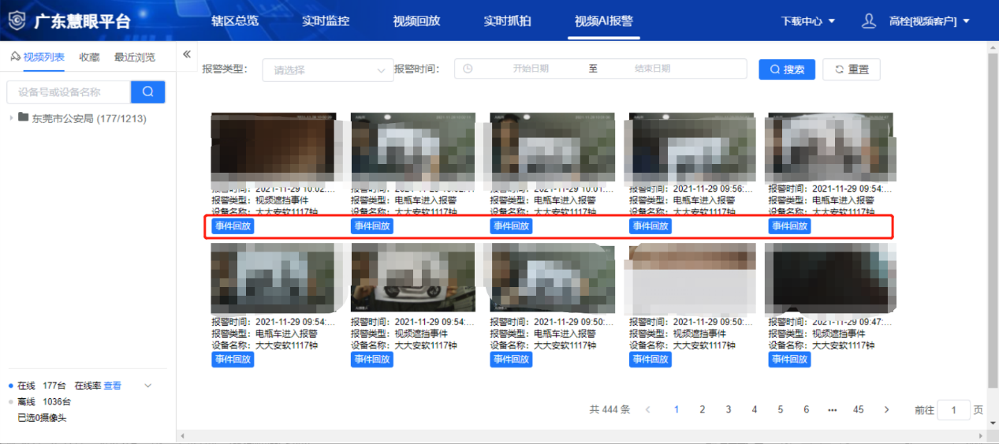 广东慧眼平台
辖区总览 实时监控 视频回放 实时抓拍 视频AI报警
下载中心 高栓[视频客户]
视频列表 收藏 最近浏览
设备号或设备名称
东莞市公安局 (177/1213)
报警类型： 请选择 报警时间： 开始日期 至 结束日期 搜索 重置
报警时间：2021-11-29 10:02:... 报警时间： 报警时间： 2021-11-29 10:01:... 报警时间：2021-11-29 09:56:... 报警时间：2021-11-29 09:54:...
报警类型：视频遮挡事件 报警类型：电瓶车进入报警 报警类型：电瓶车进入报警 报警类型：电瓶车进入报警 报警类型：电瓶车进入报警
设备名称：大大安软1117钟 设备名称：大大安软1117钟 设备名称：大大安软1117钟 设备名称：大大安软1117钟 设备名称：大大安软1117钟
事件回放 事件回放 事件回放 事件回放 事件回放
报警时间：2021-11-29 09:54:... 报警时间：2021-11-29 09:54:... 报警时间：2021-11-29 09:50:... 报警时间：2021-11-29 09:50:... 报警时间：2021-11-29 09:47:...
报警类型：电瓶车进入报警 报警类型：视频遮挡事件 报警类型：电瓶车进入报警 报警类型：视频遮挡事件 报警类型：视频遮挡事件
设备名称：大大安软1117钟 设备名称：大大安软1117钟 设备名称：大大安软1117钟 设备名称：大大安软1117钟 设备名称：大大安软1117钟
事件回放 事件回放 事件回放 事件回放 事件回放
在线 177台 在线率 查看
离线 1036台
已选0摄像头
共 444 条 1 2 3 4 5 6 ... 45 前往 1 页